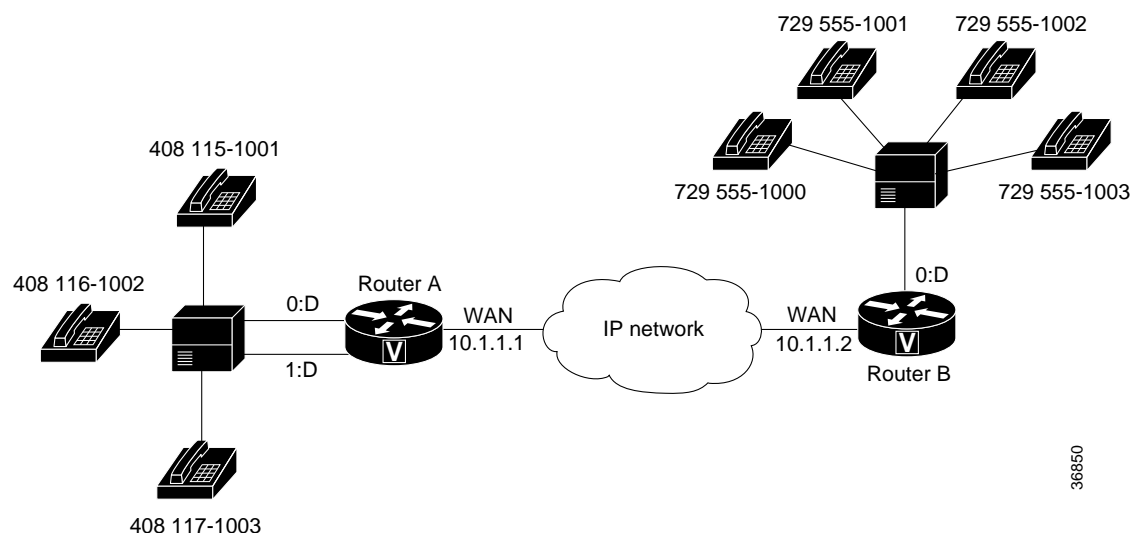 729 555-1001
729 555-1002
408 115-1001
729 555-1000
729 555-1003
408 116-1002
Router A
0:D
0:D
WAN
IP network
WAN
V
10.1.1.1
10.1.1.2
V
1:D
Router B
408 117-1003
36850